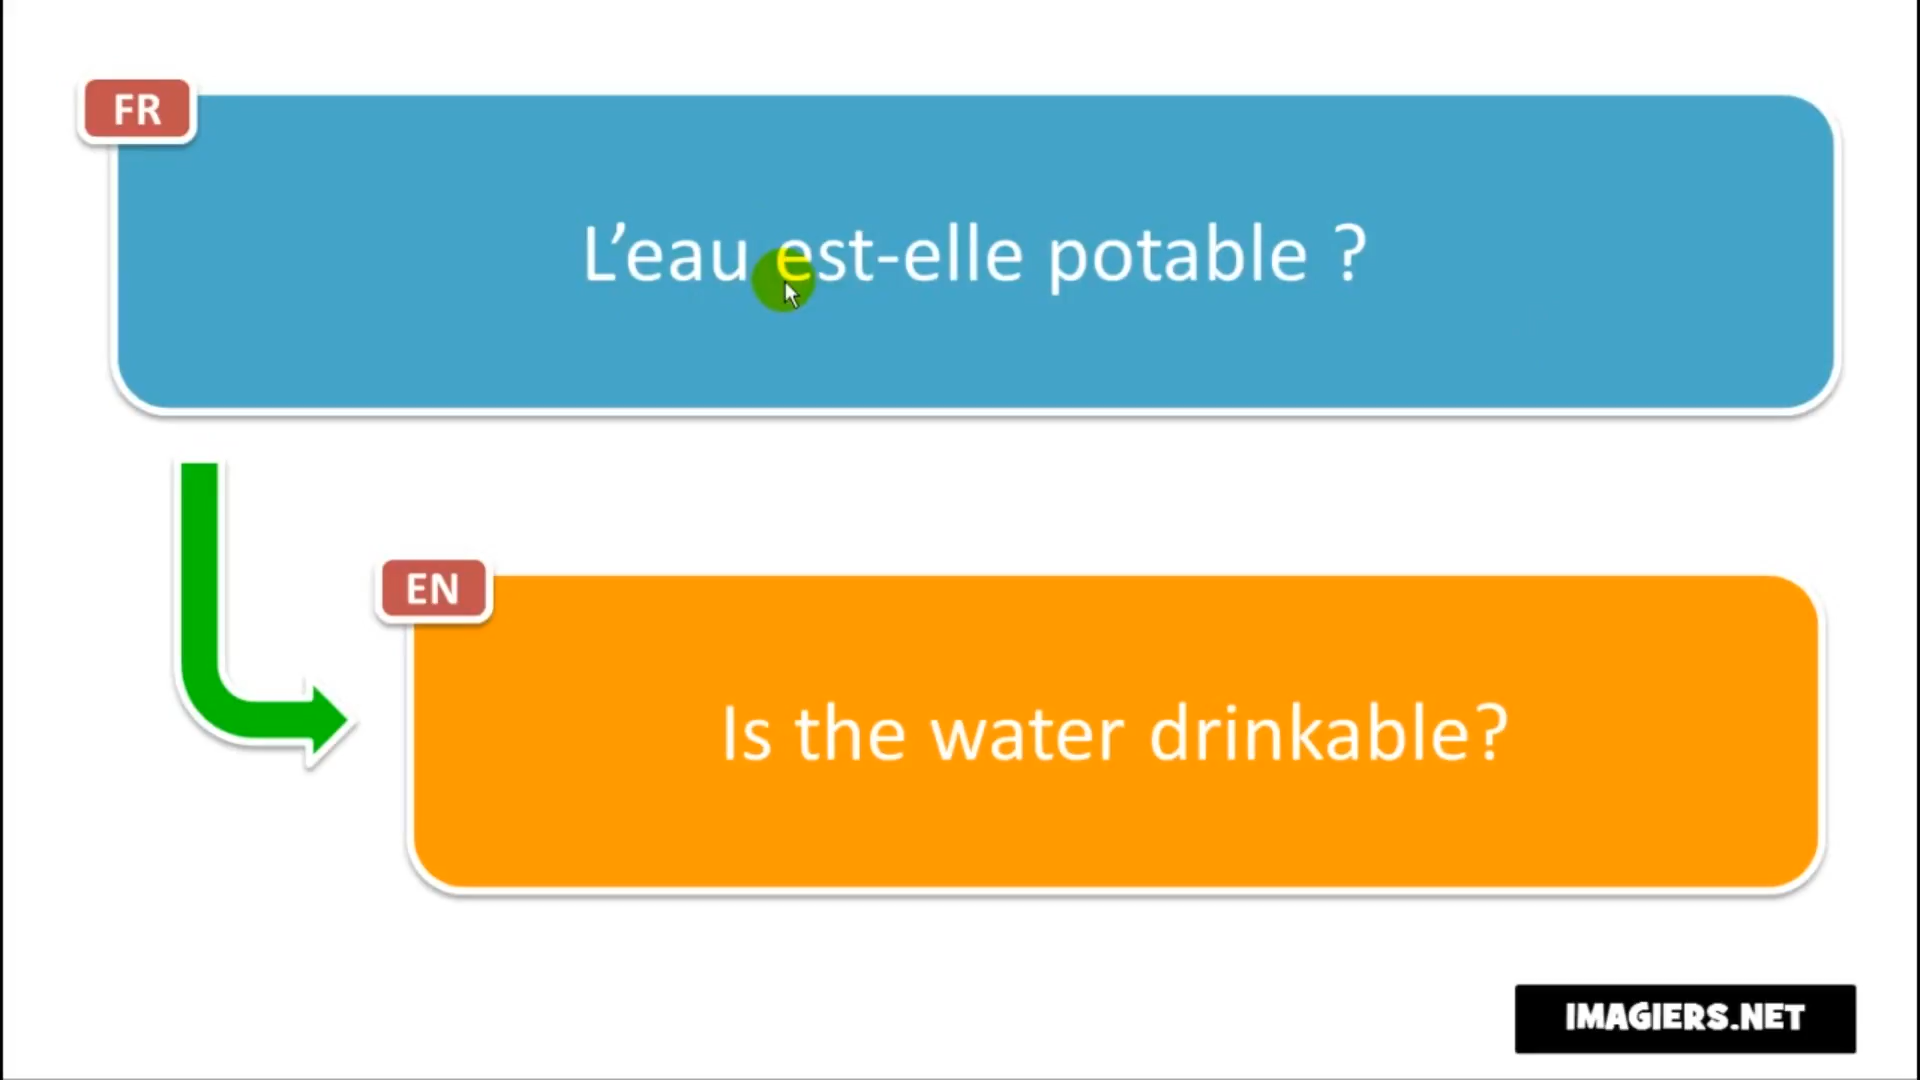 FR
L’eau est-elle potable ?
EN
Is the water drinkable?
IMAGIERS.NET